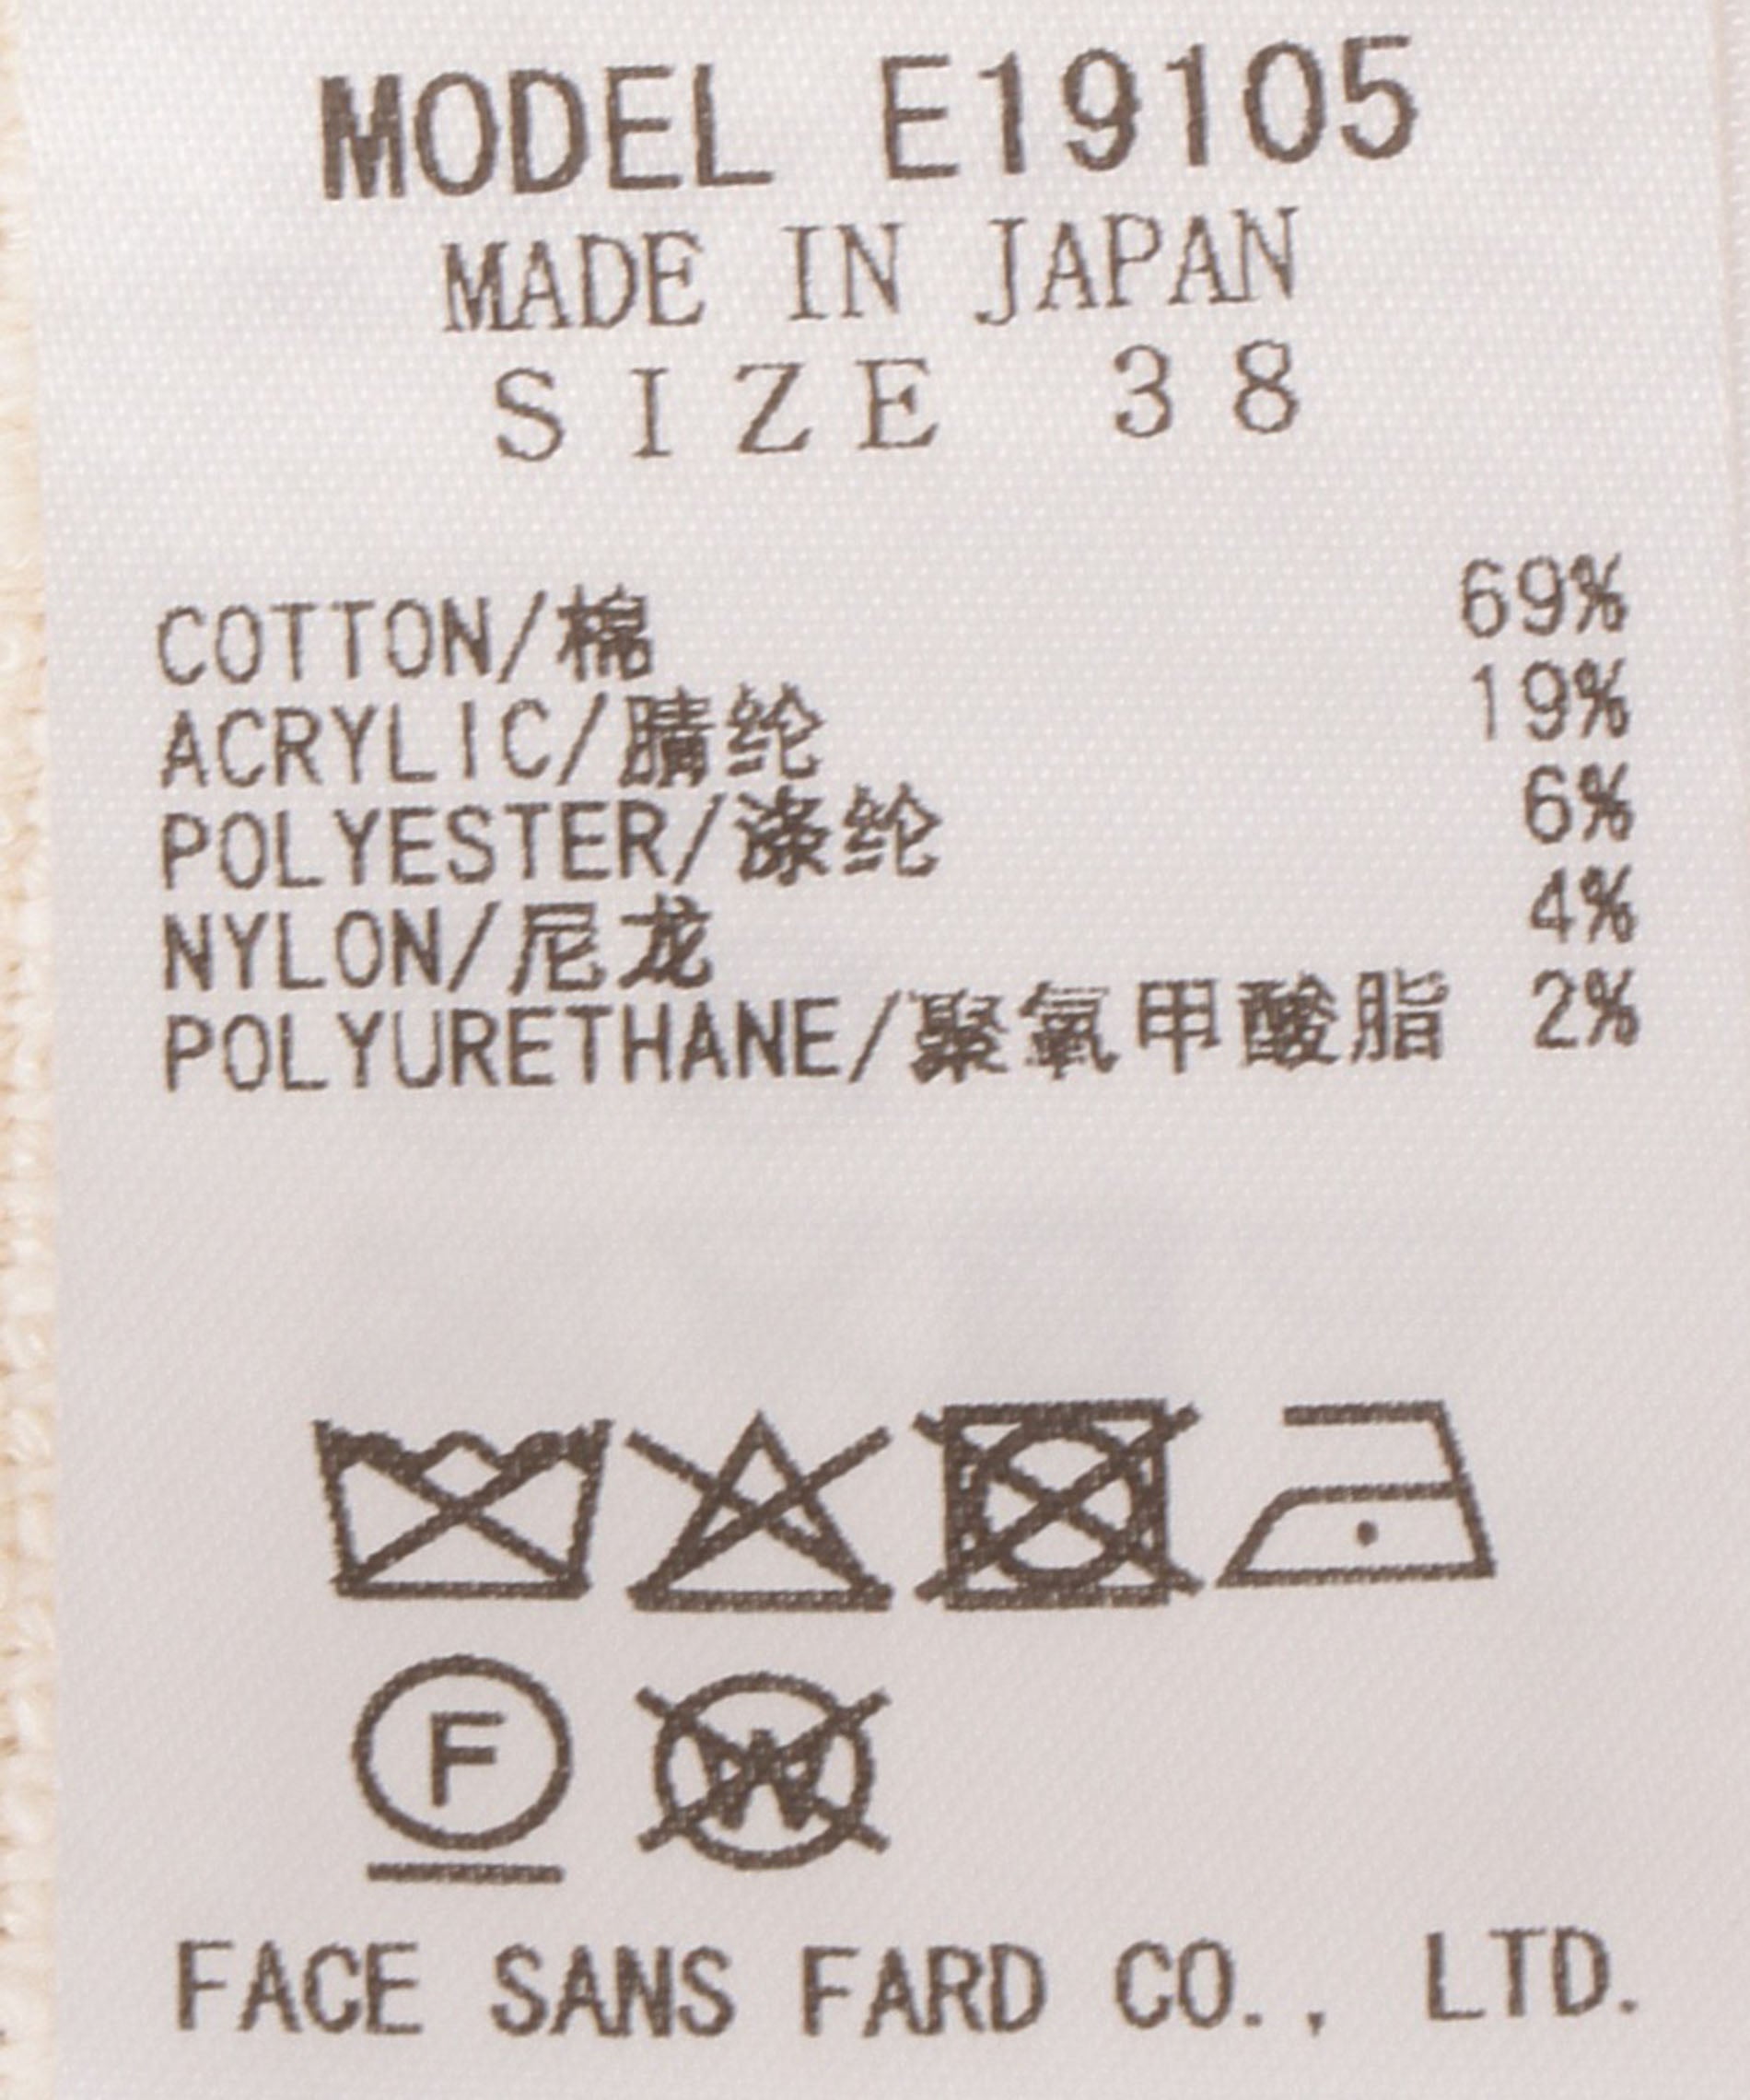 MODEL E19105
MADE IN JAPAN
SIZE 38
COTTON/棉 69%
ACRYLIC/腈纶 19%
POLYESTER/涤纶 6%
NYLON/尼龙 4%
POLYURETHANE/聚氧甲酸脂 2%
F
W
FACE SANS FARD CO., LTD.